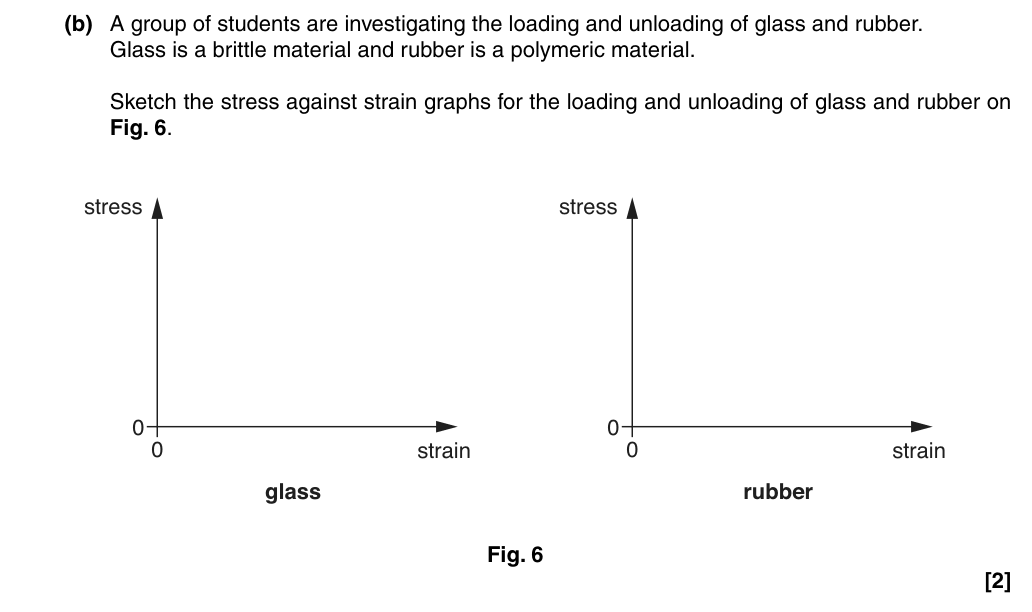 (b) A group of students are investigating the loading and unloading of glass and rubber.
Glass is a brittle material and rubber is a polymeric material.
Sketch the stress against strain graphs for the loading and unloading of glass and rubber on
Fig. 6.
stress
stress
0
0
0
strain
0
strain
glass
rubber
Fig. 6
[2]